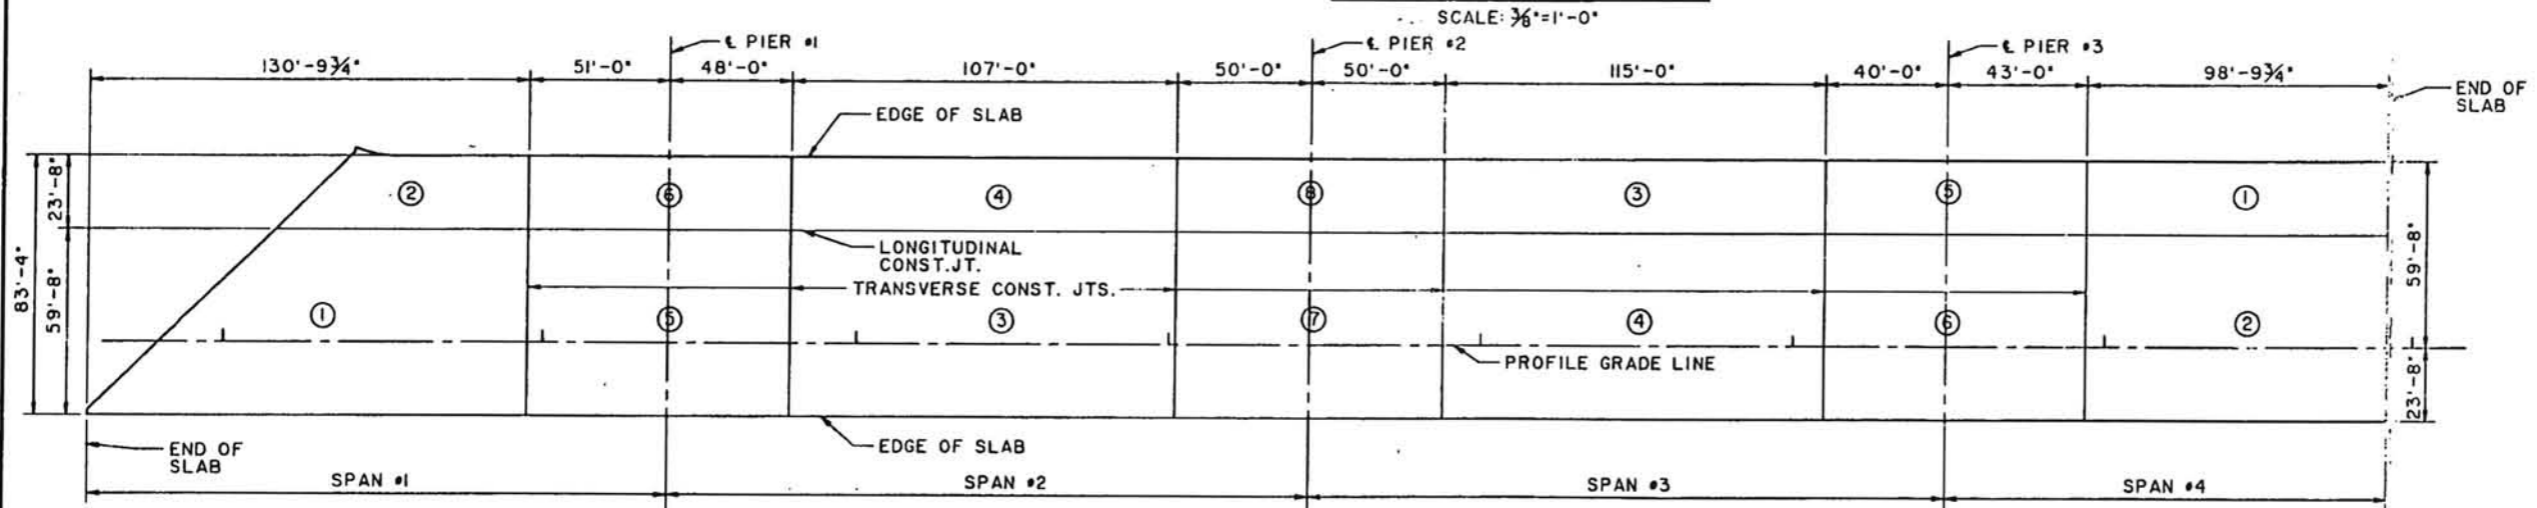 SCALE: ⅜"=1'-0"
℄ PIER #1
℄ PIER #2
℄ PIER #3
130'-9¾"
51'-0"
48'-0"
107'-0"
50'-0"
50'-0"
115'-0"
40'-0"
43'-0"
98'-9¾"
END OF
SLAB
EDGE OF SLAB
83'-4"
23'-8"
59'-8"
②
⑥
④
⑧
③
⑤
①
LONGITUDINAL
CONST.JT.
TRANSVERSE CONST. JTS.
59'-8"
23'-8"
①
⑤
③
⑦
④
⑥
②
PROFILE GRADE LINE
END OF
SLAB
EDGE OF SLAB
SPAN #1
SPAN #2
SPAN #3
SPAN #4